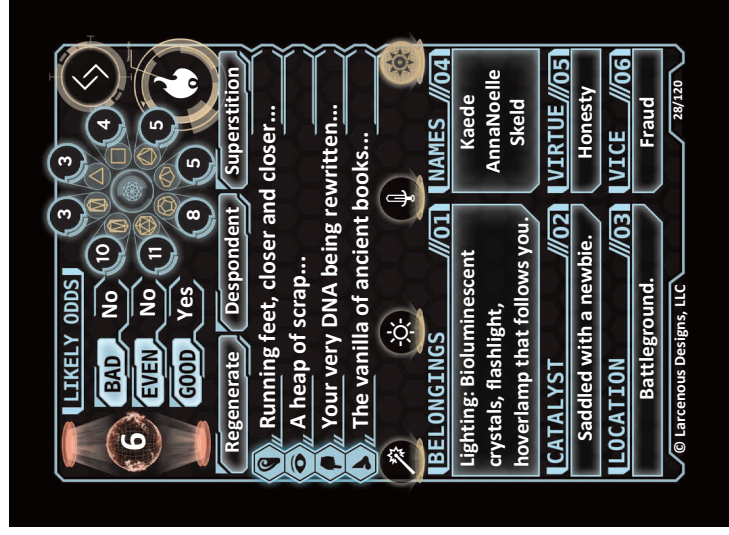 6
LIKELY ODDS
BAD No
EVEN No
GOOD Yes
10
3
3
4
11
8
5
5
Regenerate
Despondent
Superstition
Running feet, closer and closer...
A heap of scrap...
Your very DNA being rewritten...
The vanilla of ancient books...
BELONGINGS //01
Lighting: Bioluminescent
crystals, flashlight,
hoverlamp that follows you.
CATALYST //02
Saddled with a newbie.
LOCATION //03
Battleground.
NAMES //04
Kaede
AnnaNoelle
Skeld
VIRTUE //05
Honesty
VICE //06
Fraud
© Larcenous Designs, LLC
28/120